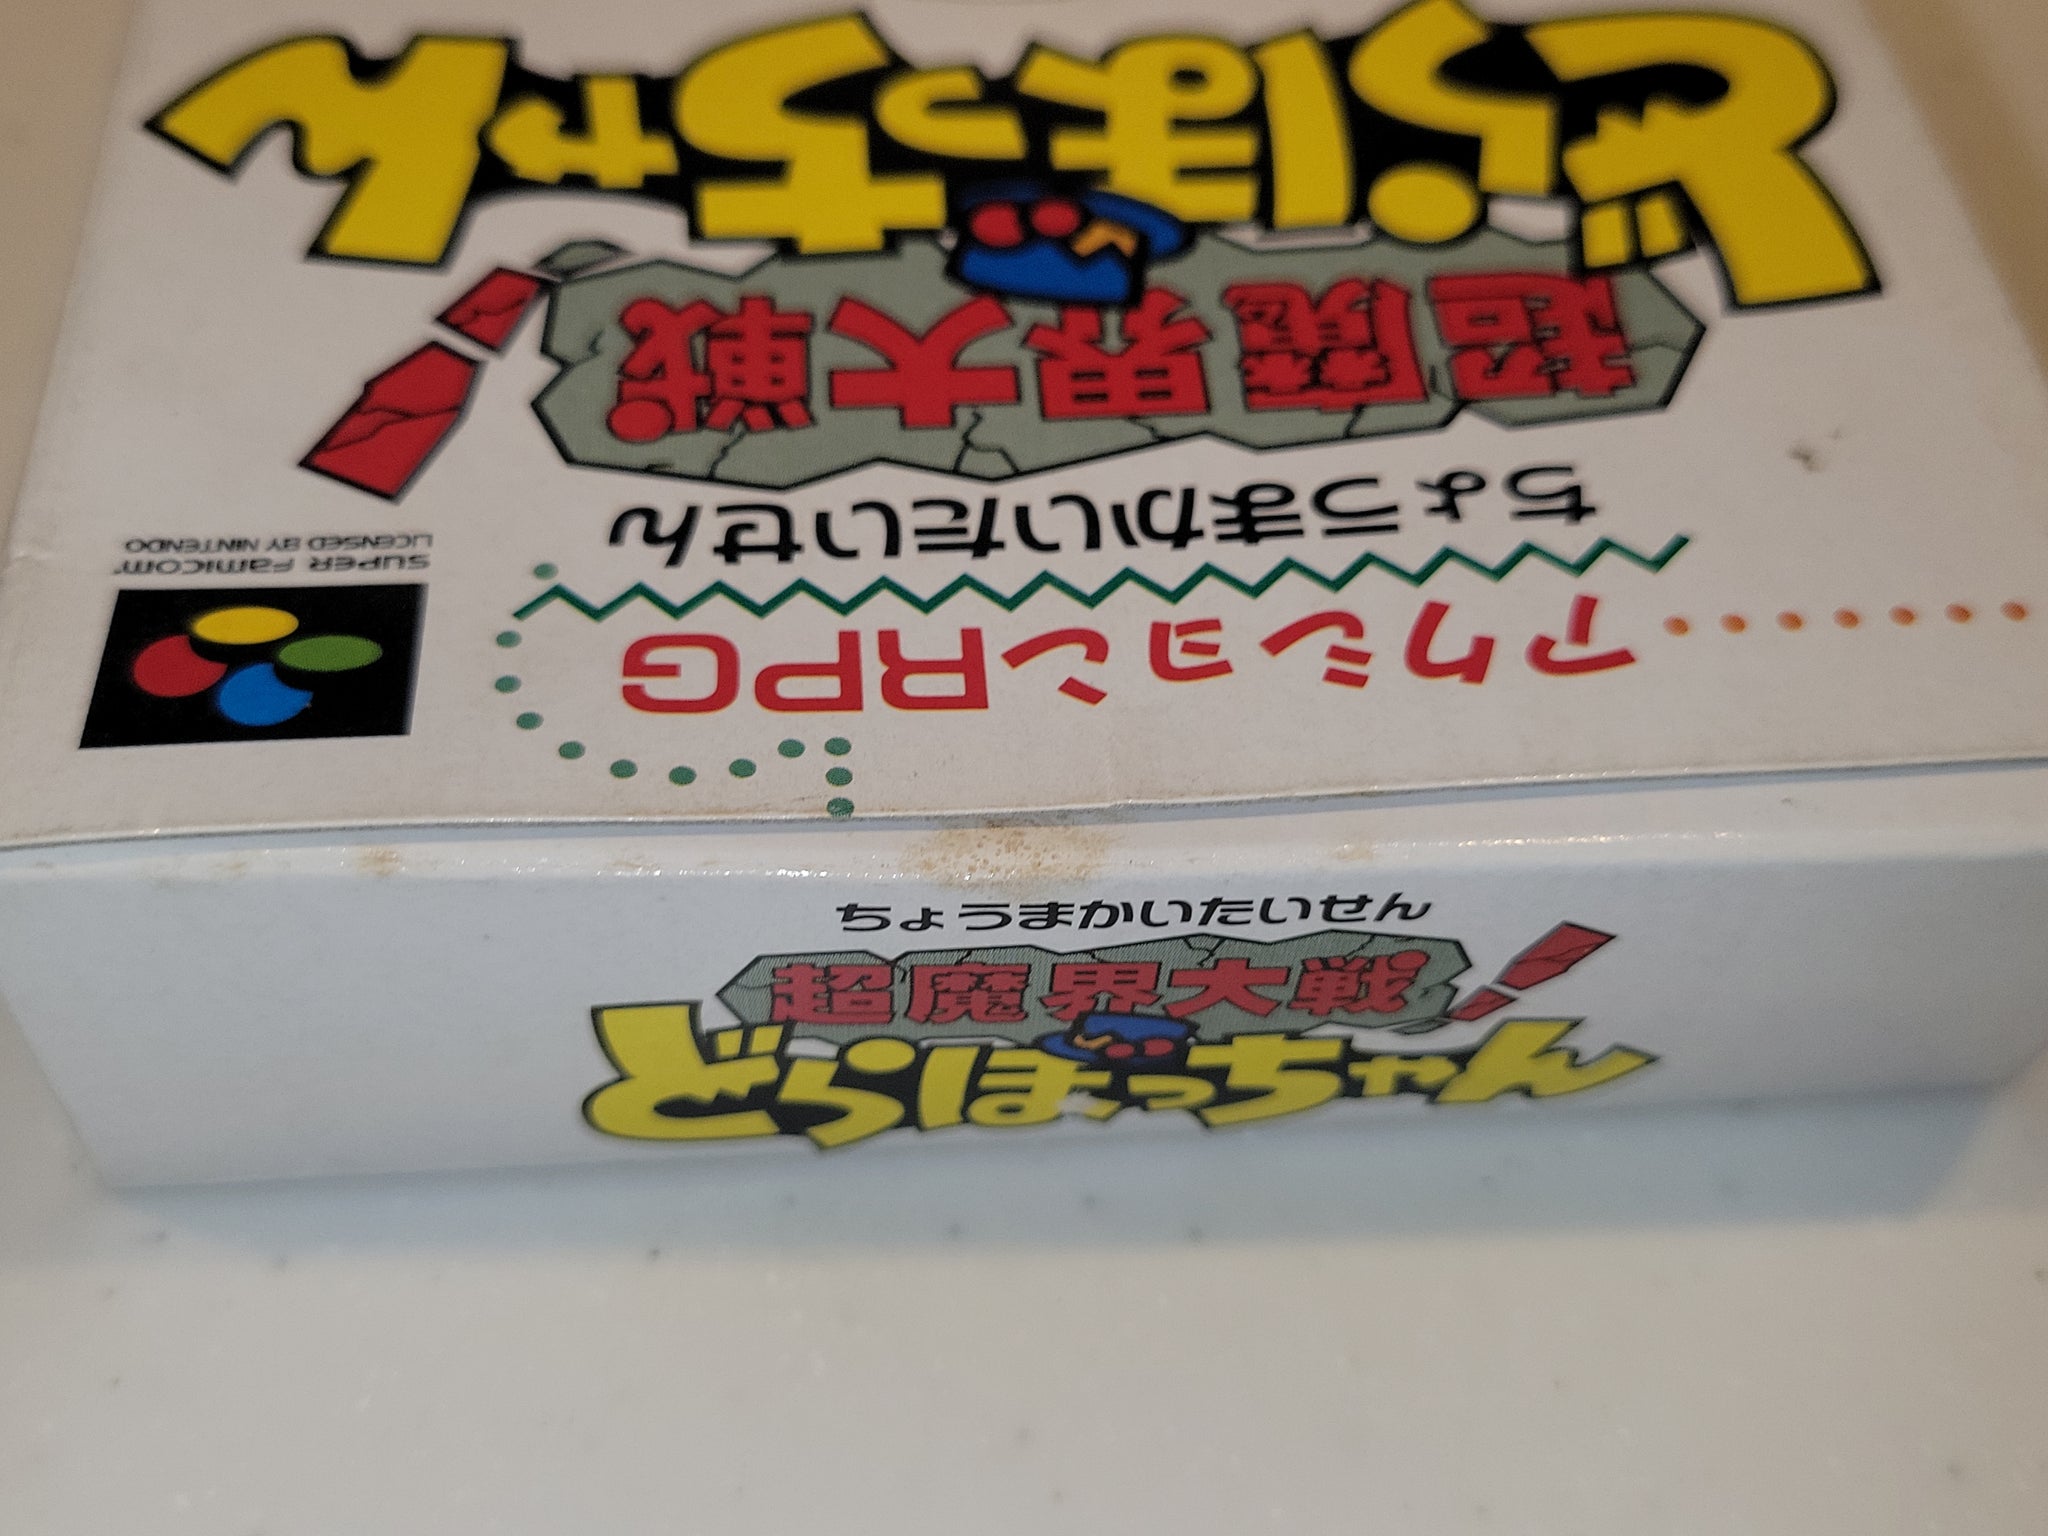 アクションRPG
ちょうまかいたいせん
超魔界大戦!
どらぼっちゃん
SUPER FAMICOM
LICENSED BY NINTENDO
ちょうまかいたいせん
超魔界大戦!
どらぼっちゃん